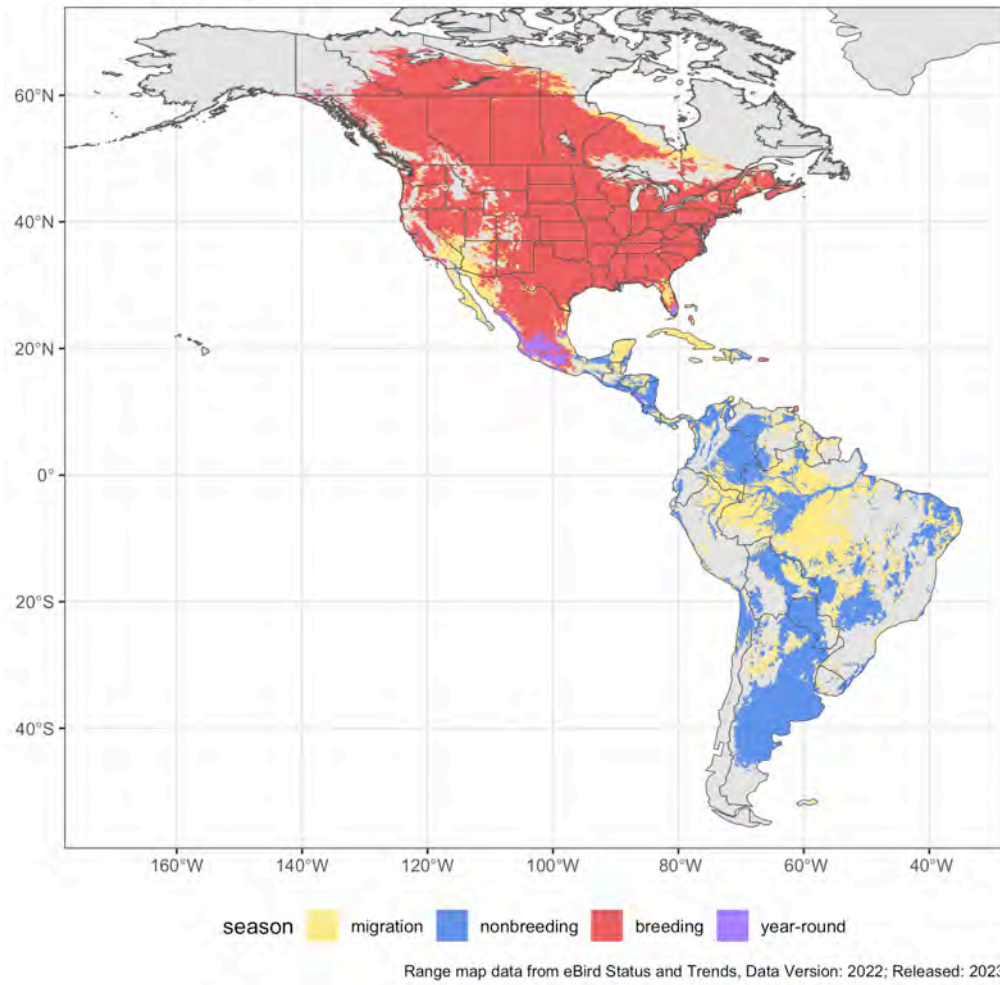 60°N
40°N
20°N
0°
20°S
40°S
160°W 140°W 120°W 100°W 80°W 60°W 40°W
season migration nonbreeding breeding year-round
Range map data from eBird Status and Trends, Data Version: 2022; Released: 2023